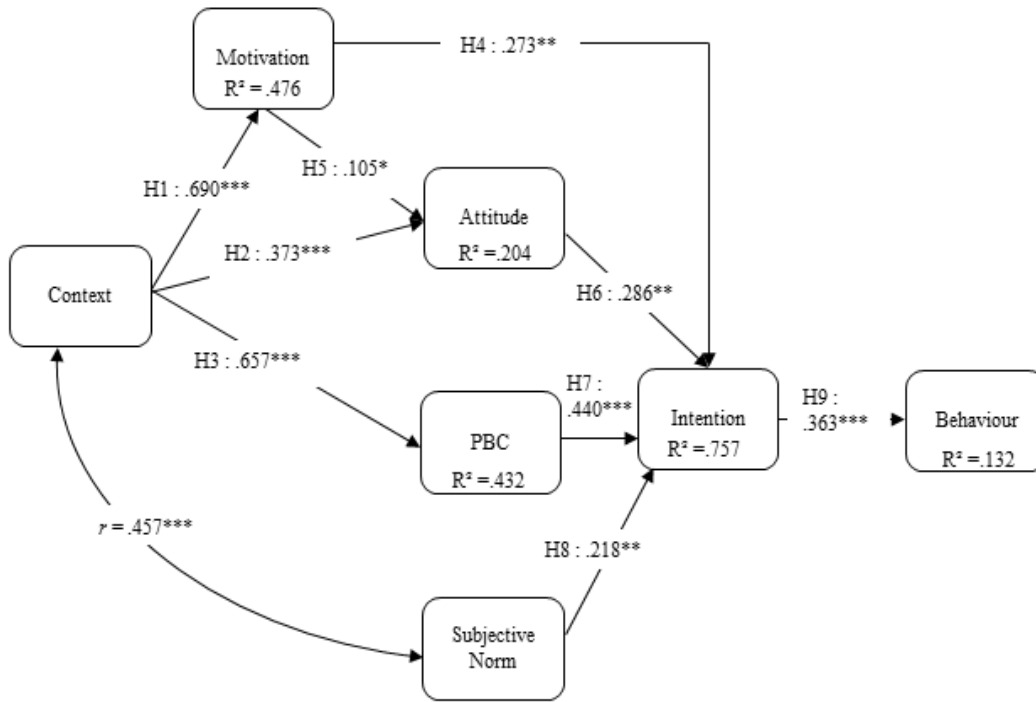 Motivation
R² = .476
H4 : .273**
H5 : .105*
H1 : .690***
Attitude
R² =.204
H2 : .373***
Context
H6 : .286**
H3 : .657***
H7 :
.440***
PBC
R² =.432
Intention
R² =.757
H9 :
.363***
Behaviour
R² =.132
r = .457***
H8 : .218**
Subjective
Norm